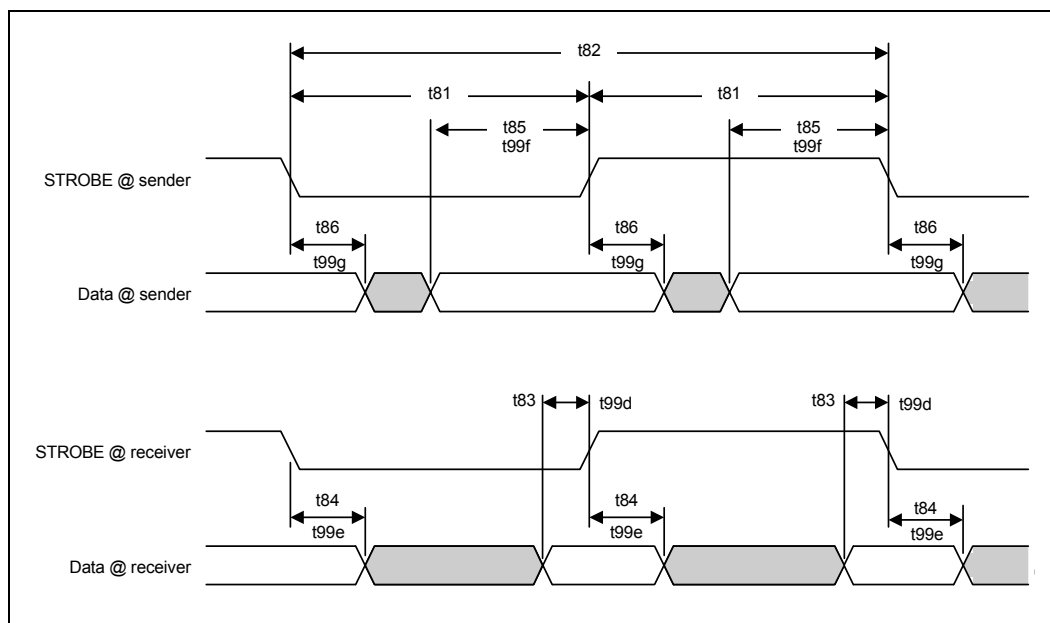 t82
t81 t81
t85 t85
t99f t99f
STROBE @ sender
t86 t86 t86
t99g t99g t99g
Data @ sender
t83 t99d t83 t99d
STROBE @ receiver
t84 t84 t84
t99e t99e t99e
Data @ receiver